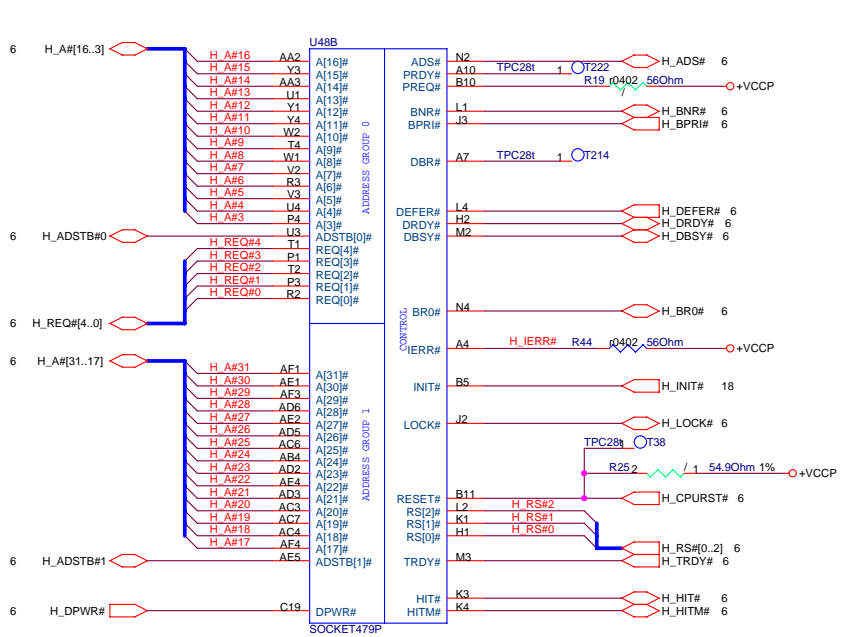 U48B
6 H_A#[16..3]
H_A#16 AA2 A[16]#
H_A#15 Y3 A[15]#
H_A#14 AA3 A[14]#
H_A#13 U1 A[13]#
H_A#12 Y1 A[12]#
H_A#11 Y4 A[11]#
H_A#10 W2 A[10]#
H_A#9 T4 A[9]#
H_A#8 W1 A[8]#
H_A#7 V2 A[7]#
H_A#6 R3 A[6]#
H_A#5 V3 A[5]#
H_A#4 U4 A[4]#
H_A#3 P4 A[3]#
6 H_ADSTB#0 U3 ADSTB[0]#
H_REQ#4 T1 REQ[4]#
H_REQ#3 P1 REQ[3]#
H_REQ#2 T2 REQ[2]#
H_REQ#1 P3 REQ[1]#
H_REQ#0 R2 REQ[0]#
6 H_REQ#[4..0]
ADDRESS GROUP 0
6 H_A#[31..17]
H_A#31 AF1 A[31]#
H_A#30 AE1 A[30]#
H_A#29 AF3 A[29]#
H_A#28 AD6 A[28]#
H_A#27 AE2 A[27]#
H_A#26 AD5 A[26]#
H_A#25 AC6 A[25]#
H_A#24 AB4 A[24]#
H_A#23 AD2 A[23]#
H_A#22 AE4 A[22]#
H_A#21 AD3 A[21]#
H_A#20 AC3 A[20]#
H_A#19 AC7 A[19]#
H_A#18 AC4 A[18]#
H_A#17 AF4 A[17]#
6 H_ADSTB#1 AE5 ADSTB[1]#
ADDRESS GROUP 1
6 H_DPWR# C19 DPWR#
SOCKET479P
CONTROL
ADS# N2 H_ADS# 6
PRDY# A10 TPC28t 1 T222
PREQ# B10 R19 r0402 56Ohm +VCCP
/
BNR# L1 H_BNR# 6
BPRI# J3 H_BPRI# 6
DBR# A7 TPC28t 1 T214
DEFER# L4 H_DEFER# 6
DRDY# H2 H_DRDY# 6
DBSY# M2 H_DBSY# 6
BR0# N4 H_BR0# 6
IERR# A4 H_IERR# R44 r0402 56Ohm +VCCP
INIT# B5 H_INIT# 18
LOCK# J2 H_LOCK# 6
TPC28t 1 T38
R25 2 / 1 54.9Ohm 1% +VCCP
RESET# B11 H_CPURST# 6
RS[2]# L2 H_RS#2
RS[1]# K1 H_RS#1
RS[0]# H1 H_RS#0
H_RS#[0..2] 6
TRDY# M3 H_TRDY# 6
HIT# K3 H_HIT# 6
HITM# K4 H_HITM# 6